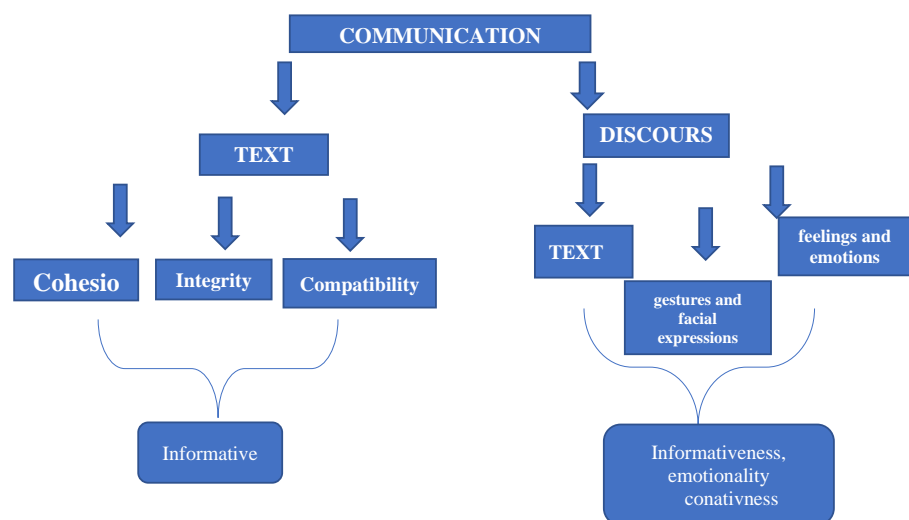 COMMUNICATION
TEXT
DISCOURS
Cohesio
Integrity
Compatibility
TEXT
gestures and
facial
expressions
feelings and
emotions
Informative
Informativeness,
emotionality
conativness